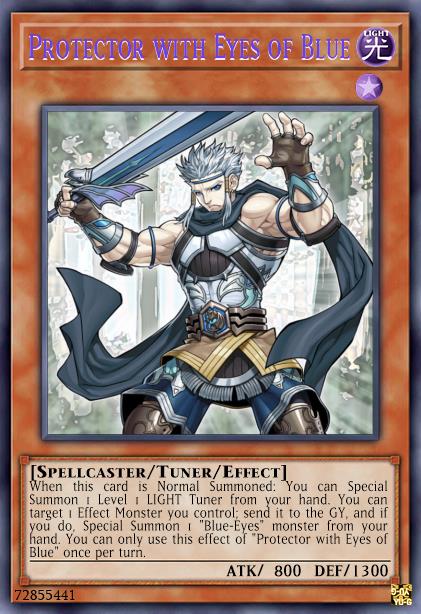 Protector with Eyes of Blue
LIGHT
光
[Spellcaster/Tuner/Effect]
When this card is Normal Summoned: You can Special
Summon 1 Level 1 LIGHT Tuner from your hand. You can
target 1 Effect Monster you control; send it to the GY, and if
you do, Special Summon 1 "Blue-Eyes" monster from your
hand. You can only use this effect of "Protector with Eyes of
Blue" once per turn.
ATK/ 800 DEF/1300
72855441